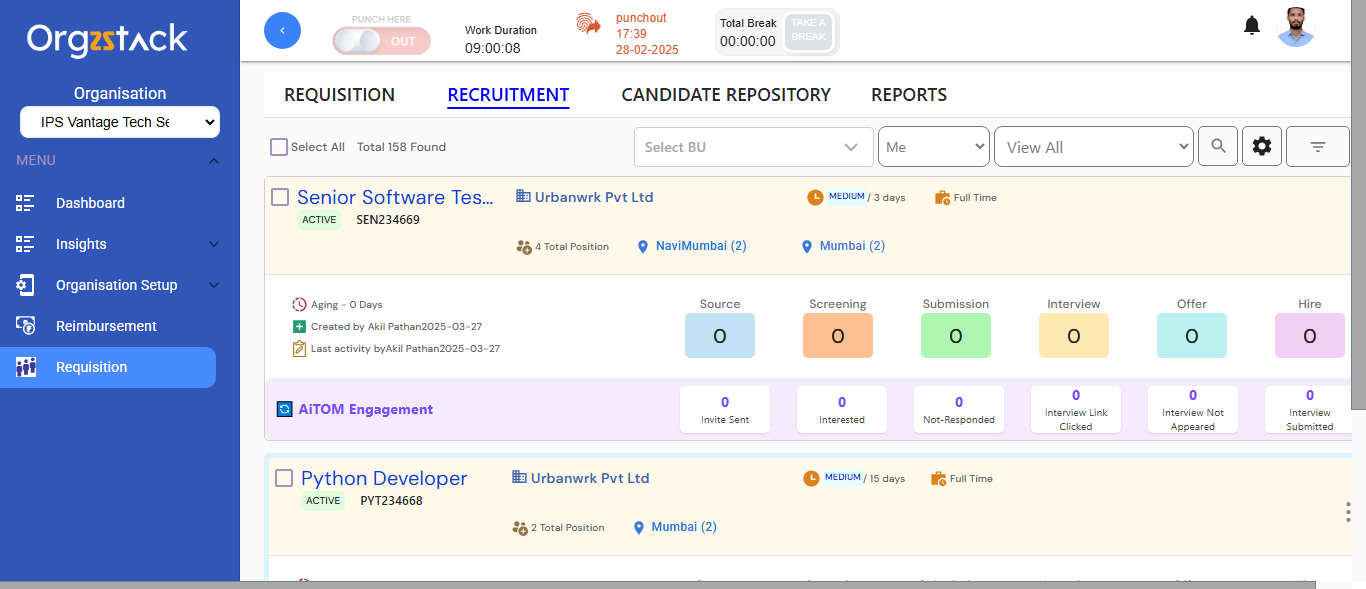 Orgzstack
Organisation
IPS Vantage Tech Se
MENU
Dashboard
Insights
Organisation Setup
Reimbursement
Requisition
PUNCH HERE
OUT
Work Duration
09:00:08
punchout
17:39
28-02-2025
Total Break
00:00:00
TAKE A
BREAK
REQUISITION RECRUITMENT CANDIDATE REPOSITORY REPORTS
Select All Total 158 Found Select BU Me View All
Senior Software Tes... Urbanwrk Pvt Ltd MEDIUM / 3 days Full Time
ACTIVE SEN234669
4 Total Position NaviMumbai (2) Mumbai (2)
Aging - 0 Days
Created by Akil Pathan2025-03-27
Last activity byAkil Pathan2025-03-27
Source Screening Submission Interview Offer Hire
0 0 0 0 0 0
AiTOM Engagement
0 Invite Sent
0 Interested
0 Not-Responded
0 Interview Link Clicked
0 Interview Not Appeared
0 Interview Submitted
Python Developer Urbanwrk Pvt Ltd MEDIUM / 15 days Full Time
ACTIVE PYT234668
2 Total Position Mumbai (2)